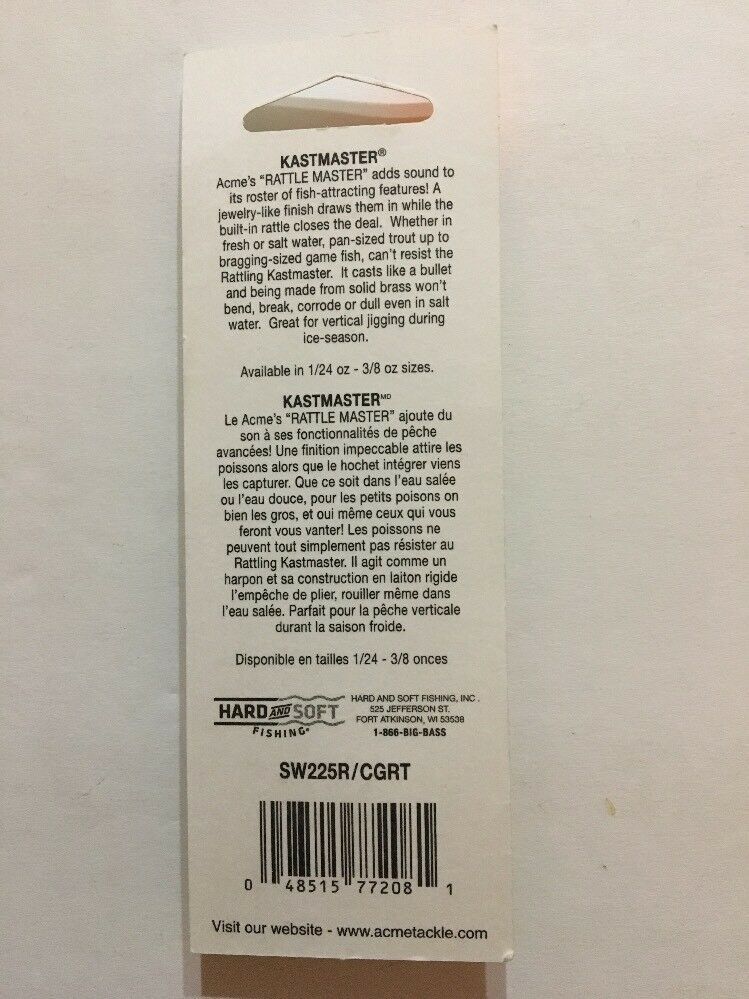 KASTMASTER®
Acme's “RATTLE MASTER” adds sound to
its roster of fish-attracting features! A
jewelry-like finish draws them in while the
built-in rattle closes the deal. Whether in
fresh or salt water, pan-sized trout up to
bragging-sized game fish, can't resist the
Rattling Kastmaster. It casts like a bullet
and being made from solid brass won't
bend, break, corrode or dull even in salt
water. Great for vertical jigging during
ice-season.
Available in 1/24 oz - 3/8 oz sizes.
KASTMASTERᴹᴰ
Le Acme's “RATTLE MASTER” ajoute du
son à ses fonctionnalités de pêche
avancées! Une finition impeccable attire les
poissons alors que le hochet intégrer viens
les capturer. Que ce soit dans l'eau salée
ou l'eau douce, pour les petits poisons on
bien les gros, et oui même ceux qui vous
feront vous vanter! Les poissons ne
peuvent tout simplement pas résister au
Rattling Kastmaster. Il agit comme un
harpon et sa construction en laiton rigide
l'empêche de plier, rouiller même dans
l'eau salée. Parfait pour la pêche verticale
durant la saison froide.
Disponible en tailles 1/24 - 3/8 onces
HARD AND SOFT
FISHING®
HARD AND SOFT FISHING, INC.
525 JEFFERSON ST.
FORT ATKINSON, WI 53538
1-866-BIG-BASS
SW225R/CGRT
0 48515 77208 1
Visit our website - www.acmetackle.com